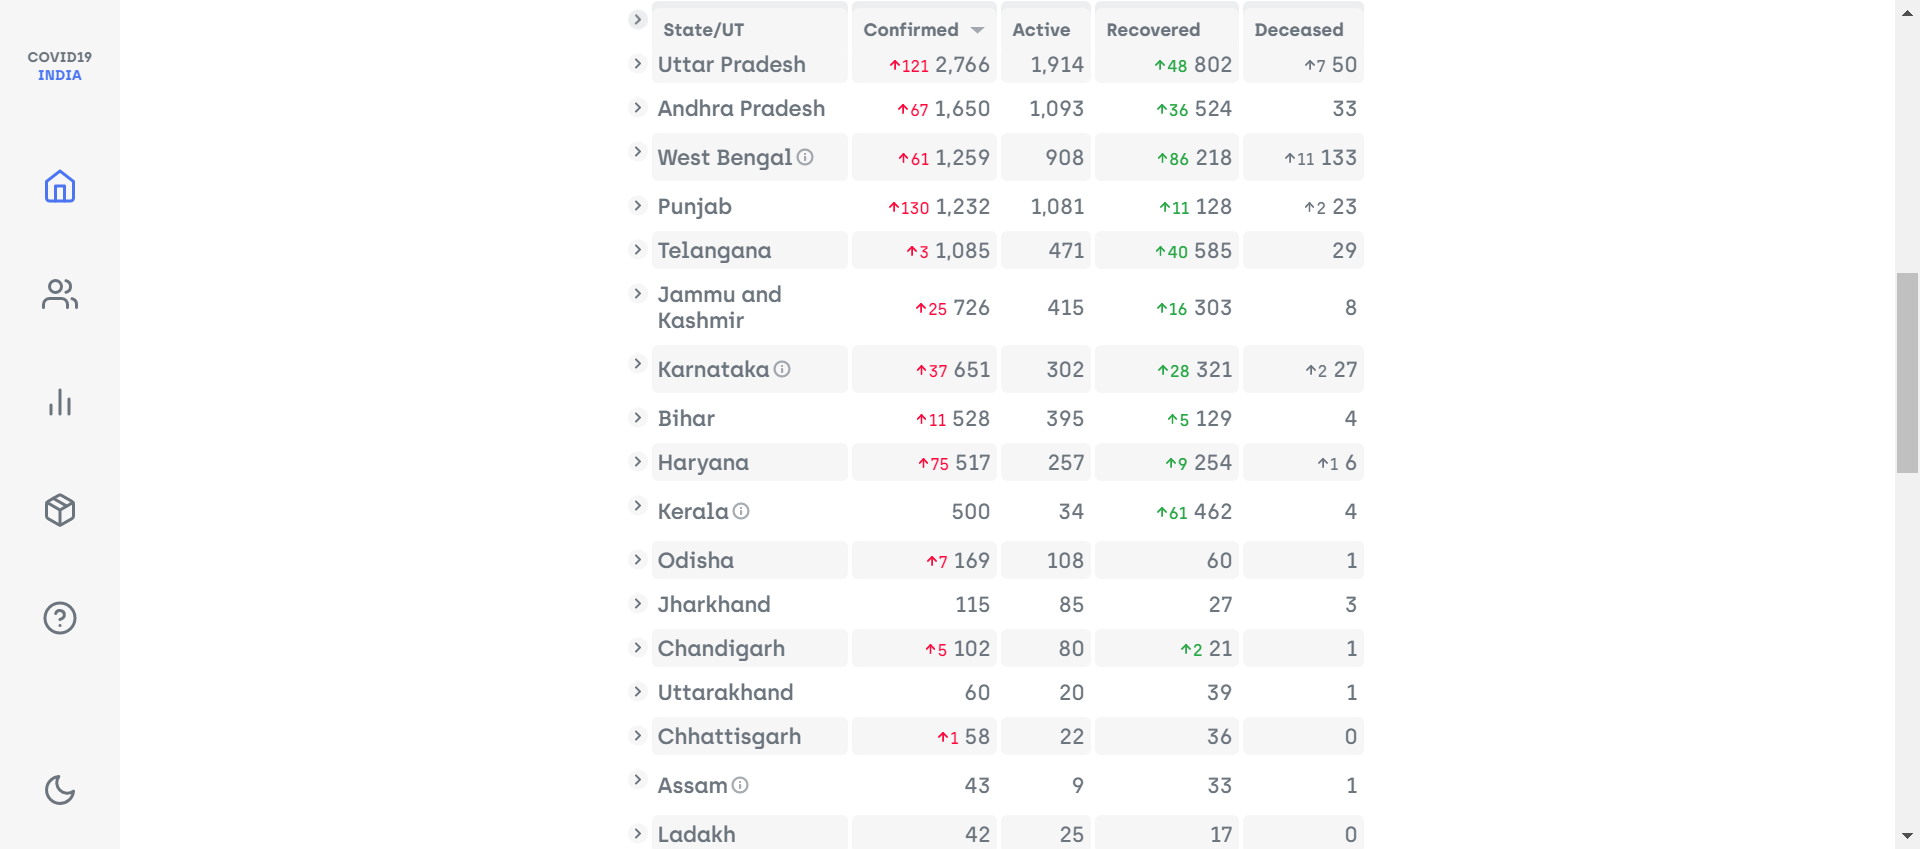 COVID19
INDIA
State/UT Confirmed Active Recovered Deceased
Uttar Pradesh ↑121 2,766 1,914 ↑48 802 ↑7 50
Andhra Pradesh ↑67 1,650 1,093 ↑36 524 33
West Bengal ↑61 1,259 908 ↑86 218 ↑11 133
Punjab ↑130 1,232 1,081 ↑11 128 ↑2 23
Telangana ↑3 1,085 471 ↑40 585 29
Jammu and
Kashmir ↑25 726 415 ↑16 303 8
Karnataka ↑37 651 302 ↑28 321 ↑2 27
Bihar ↑11 528 395 ↑5 129 4
Haryana ↑75 517 257 ↑9 254 ↑1 6
Kerala 500 34 ↑61 462 4
Odisha ↑7 169 108 60 1
Jharkhand 115 85 27 3
Chandigarh ↑5 102 80 ↑2 21 1
Uttarakhand 60 20 39 1
Chhattisgarh ↑1 58 22 36 0
Assam 43 9 33 1
Ladakh 42 25 17 0